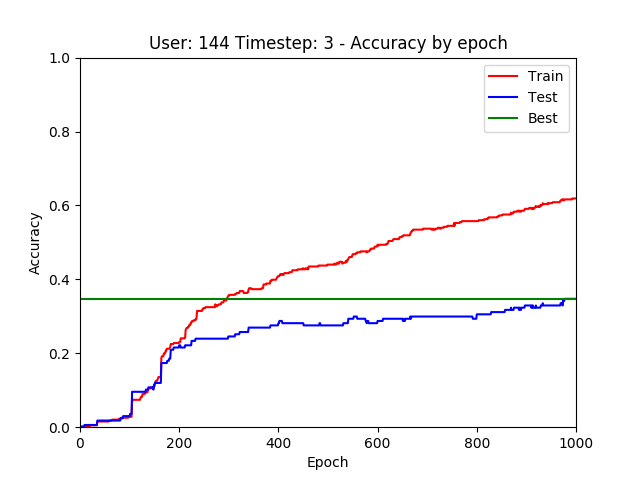 User: 144 Timestep: 3 - Accuracy by epoch
1.0
0.8
0.6
0.4
0.2
0.0
Accuracy
0 200 400 600 800 1000
Epoch
Train
Test
Best